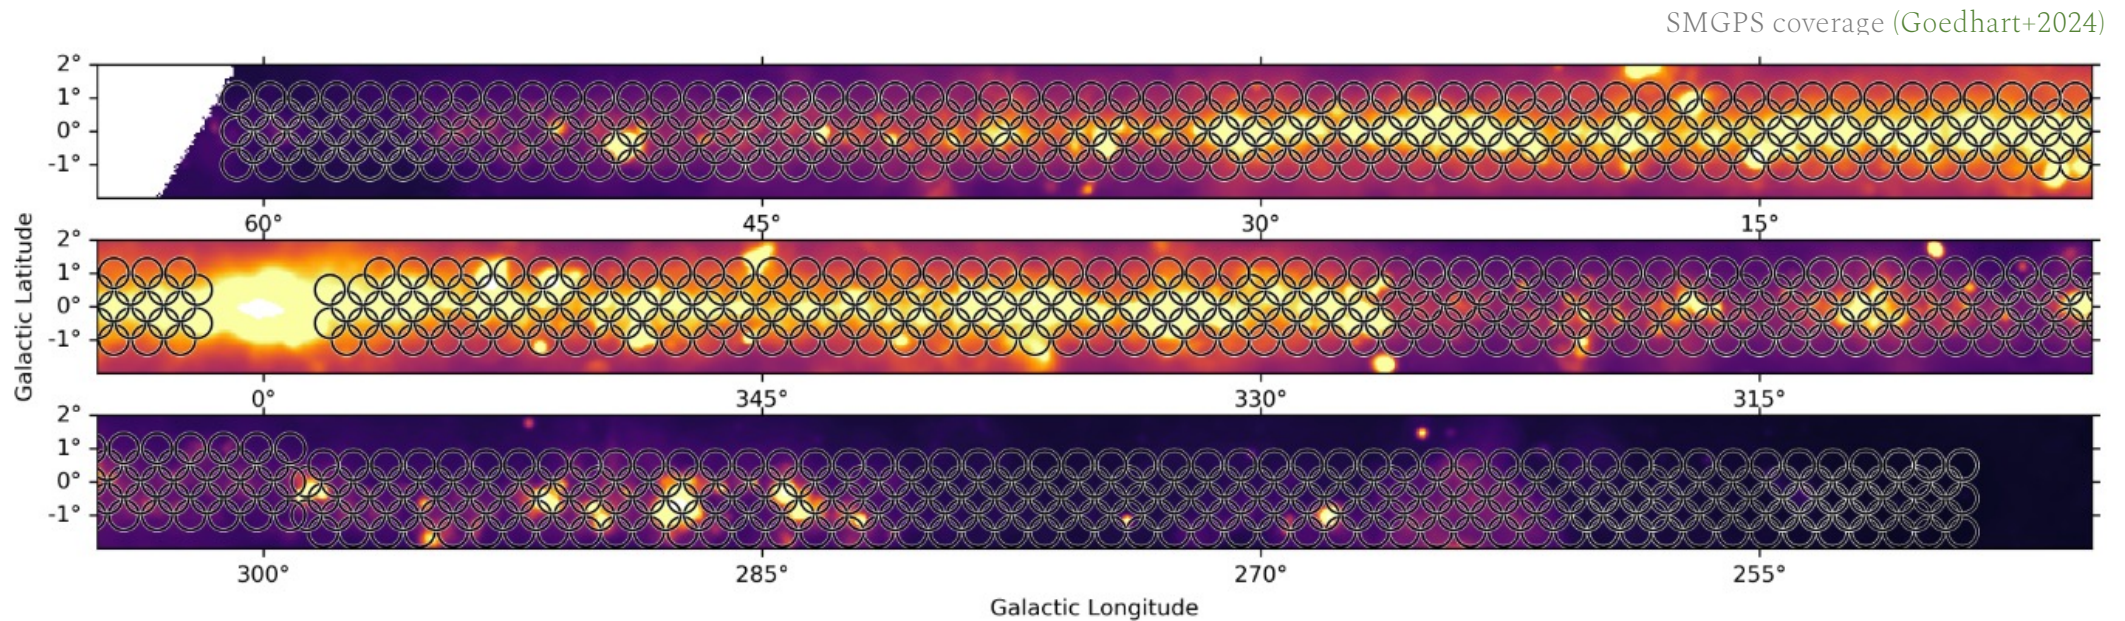 SMGPS coverage (Goedhart+2024)
2°
1°
0°
-1°
60° 45° 30° 15°
2°
1°
0°
-1°
0° 345° 330° 315°
2°
1°
0°
-1°
300° 285° 270° 255°
Galactic Latitude
Galactic Longitude